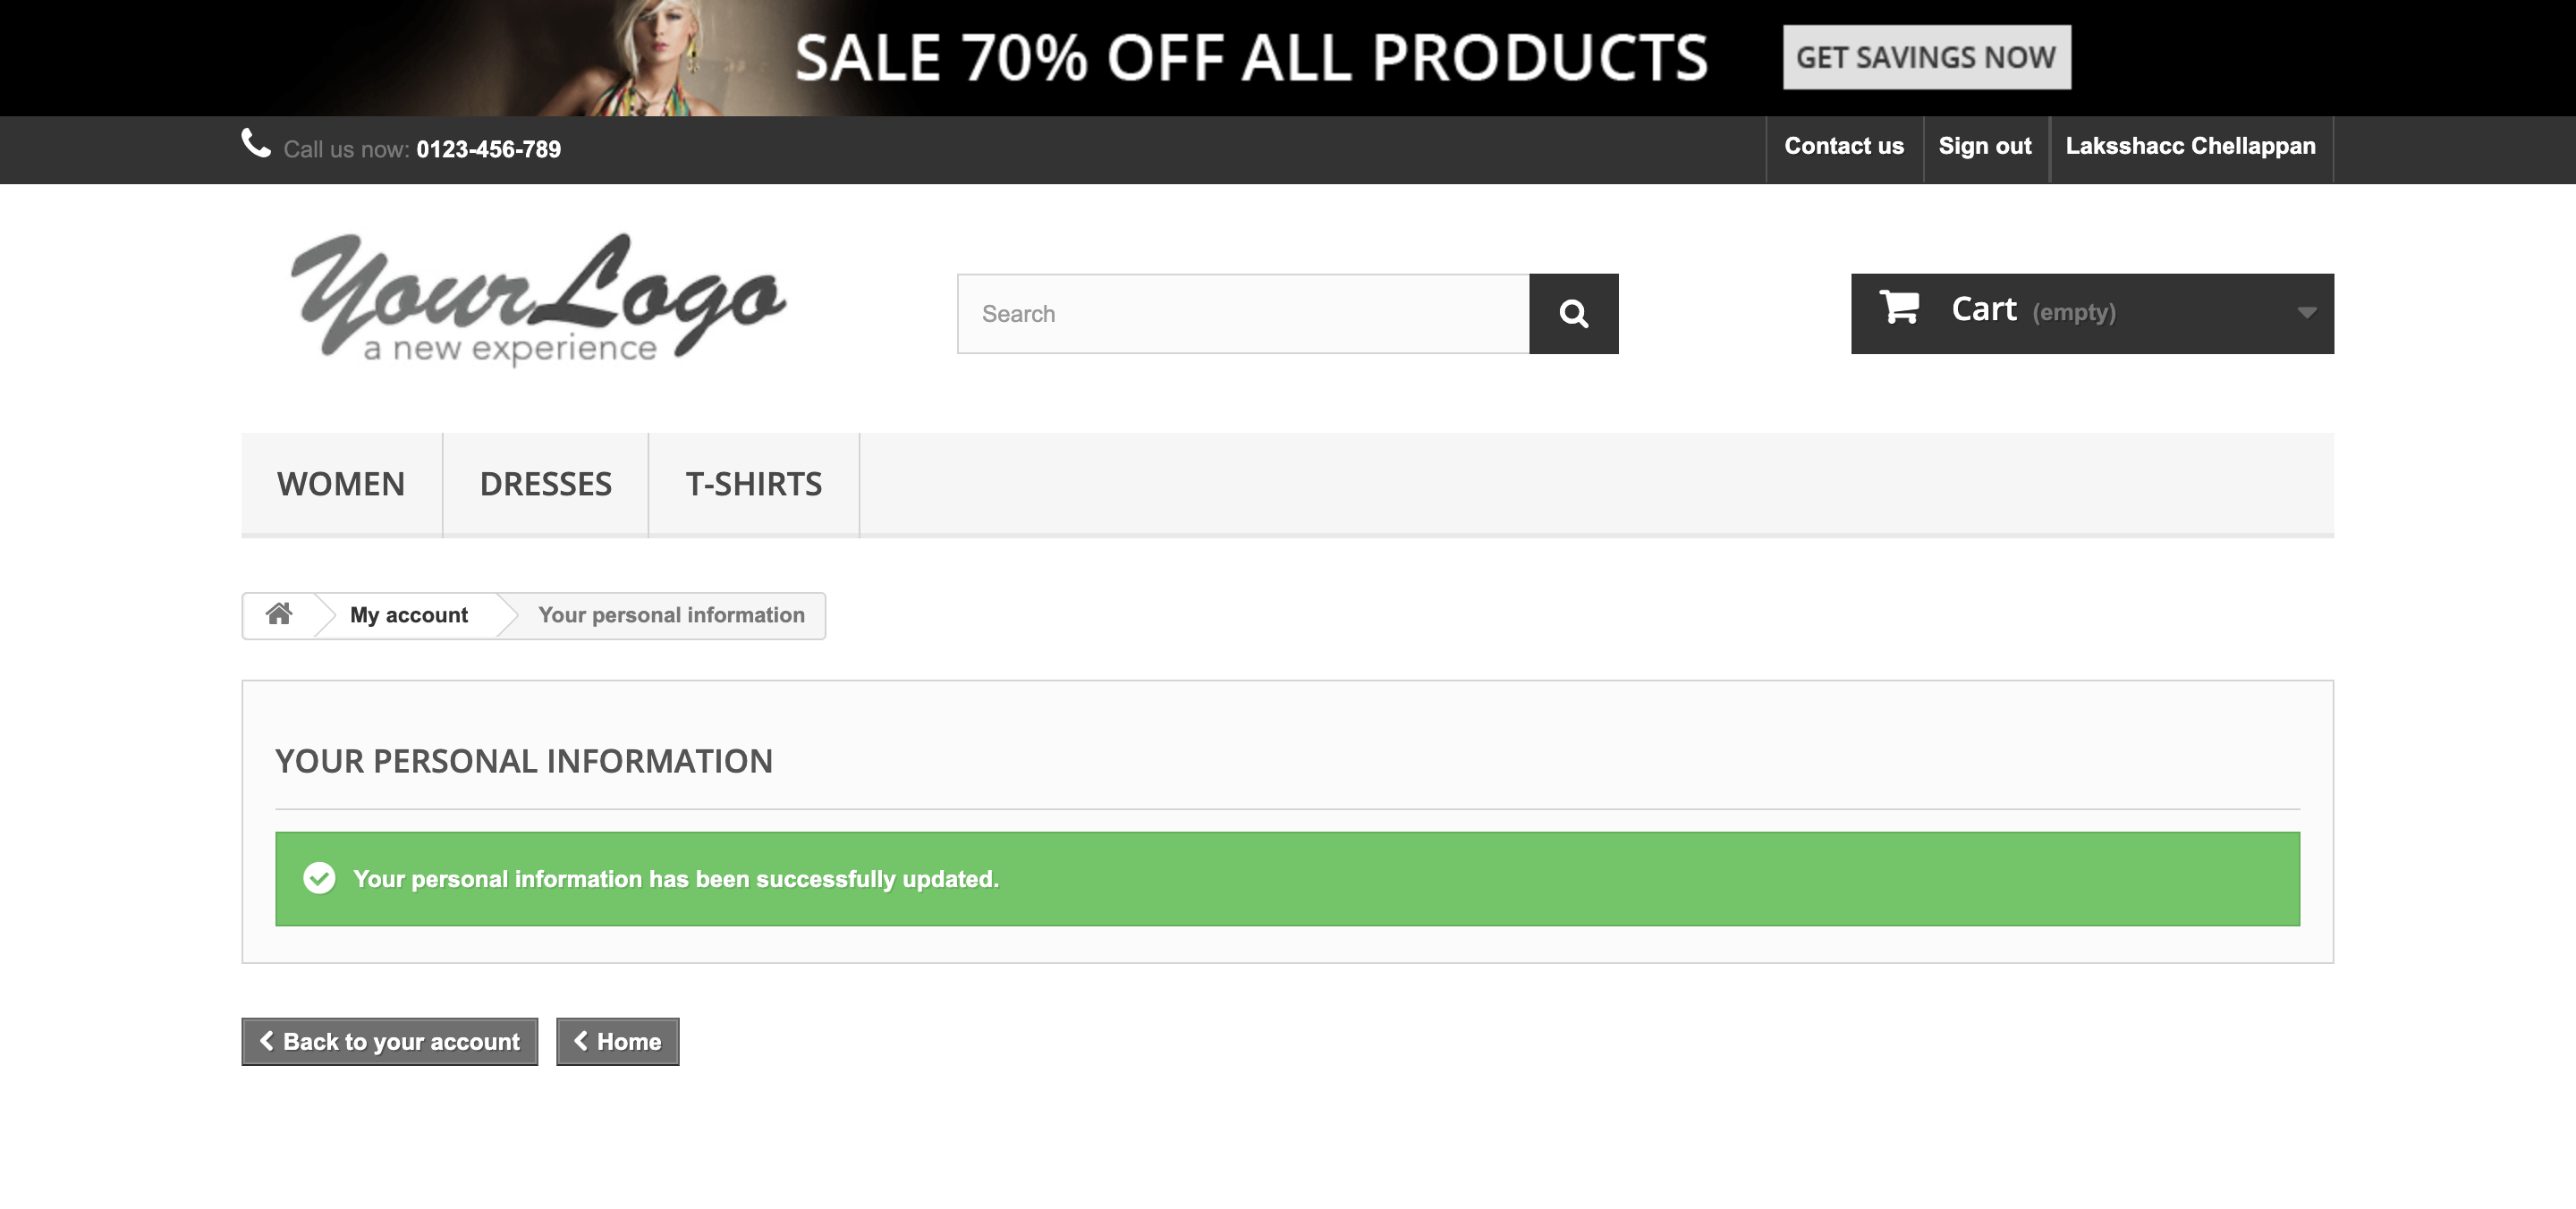 SALE 70% OFF ALL PRODUCTS GET SAVINGS NOW
Call us now: 0123-456-789 Contact us Sign out Laksshacc Chellappan
YourLogo
a new experience
Search
Cart (empty)
WOMEN DRESSES T-SHIRTS
My account Your personal information
YOUR PERSONAL INFORMATION
Your personal information has been successfully updated.
Back to your account Home